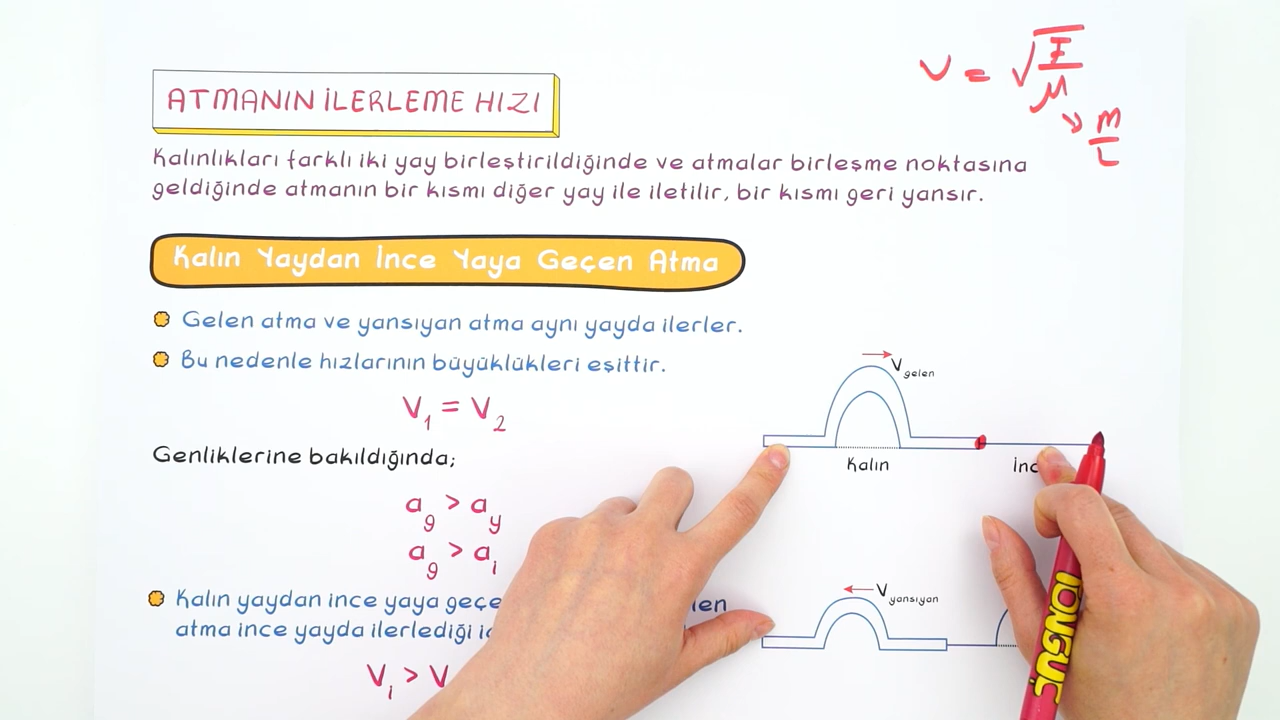 V = √F/μ
→ m/L
ATMANIN İLERLEME HIZI
Kalınlıkları farklı iki yay birleştirildiğinde ve atmalar birleşme noktasına
geldiğinde atmanın bir kısmı diğer yay ile iletilir, bir kısmı geri yansır.
Kalın Yaydan İnce Yaya Geçen Atma
Gelen atma ve yansıyan atma aynı yayda ilerler.
Bu nedenle hızlarının büyüklükleri eşittir.
V1 = V2
Genliklerine bakıldığında;
ag > ay
ag > ai
Kalın yaydan ince yaya
atma ince yayda ilerlediği
Vi > V
Vgelen
Kalın
Vyansıyan
IONGUÇ